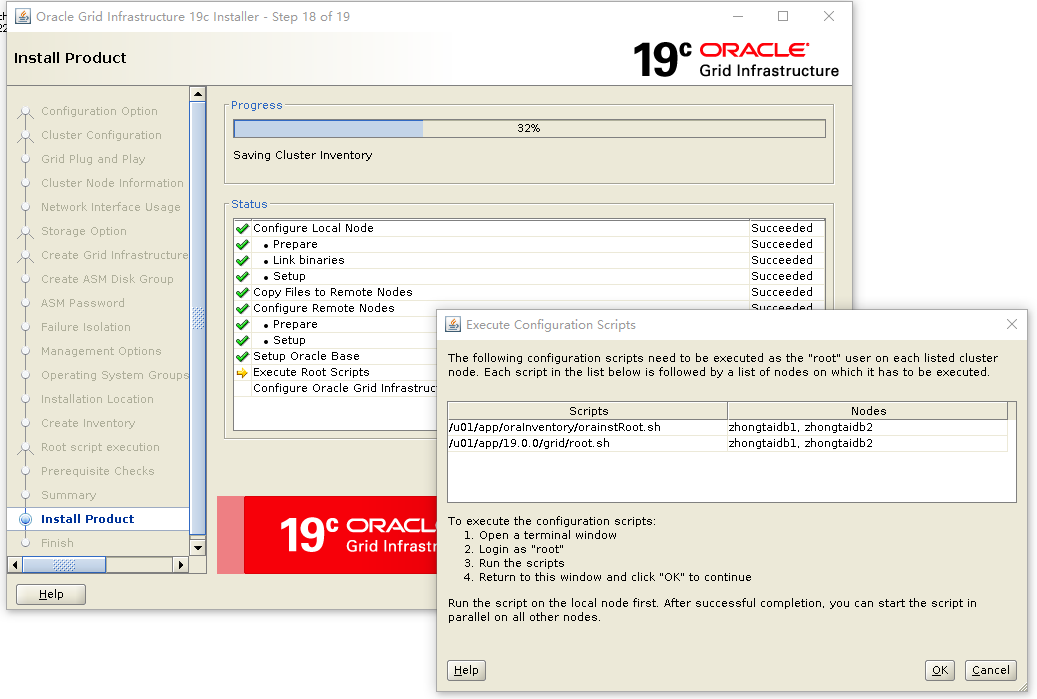 Oracle Grid Infrastructure 19c Installer - Step 18 of 19
Install Product
19c ORACLE
Grid Infrastructure
Configuration Option
Cluster Configuration
Grid Plug and Play
Cluster Node Information
Network Interface Usage
Storage Option
Create Grid Infrastructure
Create ASM Disk Group
ASM Password
Failure Isolation
Management Options
Operating System Groups
Installation Location
Create Inventory
Root script execution
Prerequisite Checks
Summary
Install Product
Finish
Help
Progress
32%
Saving Cluster Inventory
Status
Configure Local Node Succeeded
• Prepare Succeeded
• Link binaries Succeeded
• Setup Succeeded
Copy Files to Remote Nodes Succeeded
Configure Remote Nodes Succeeded
• Prepare
• Setup
Setup Oracle Base
Execute Root Scripts
Configure Oracle Grid Infrastruc
19c ORACL
Grid Infrast
Execute Configuration Scripts
The following configuration scripts need to be executed as the "root" user on each listed cluster
node. Each script in the list below is followed by a list of nodes on which it has to be executed.
Scripts Nodes
/u01/app/oraInventory/orainstRoot.sh zhongtaidb1, zhongtaidb2
/u01/app/19.0.0/grid/root.sh zhongtaidb1, zhongtaidb2
To execute the configuration scripts:
1. Open a terminal window
2. Login as "root"
3. Run the scripts
4. Return to this window and click "OK" to continue
Run the script on the local node first. After successful completion, you can start the script in
parallel on all other nodes.
Help
OK
Cancel